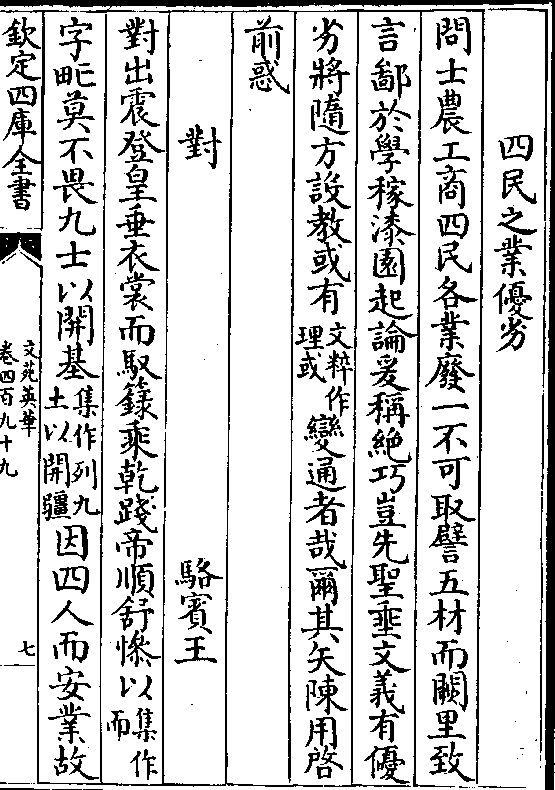 四民之業優劣
問士農工商四民各業廢一不可取譬五材而闕里致
言鄙於學稼漆園起論爰稱絶巧豈先聖垂文義有優
劣將隨方設教或有文粹作理或變通者哉爾其矢陳用啓
前惑
對 駱賓王
對出震登皇垂衣裳而馭籙乘乾踐帝順舒慘以集作而
字甿莫不畏九士以開基集作列九土以開疆因四人而安業故
欽定四庫全書
文苑英華
卷四百九十九
七